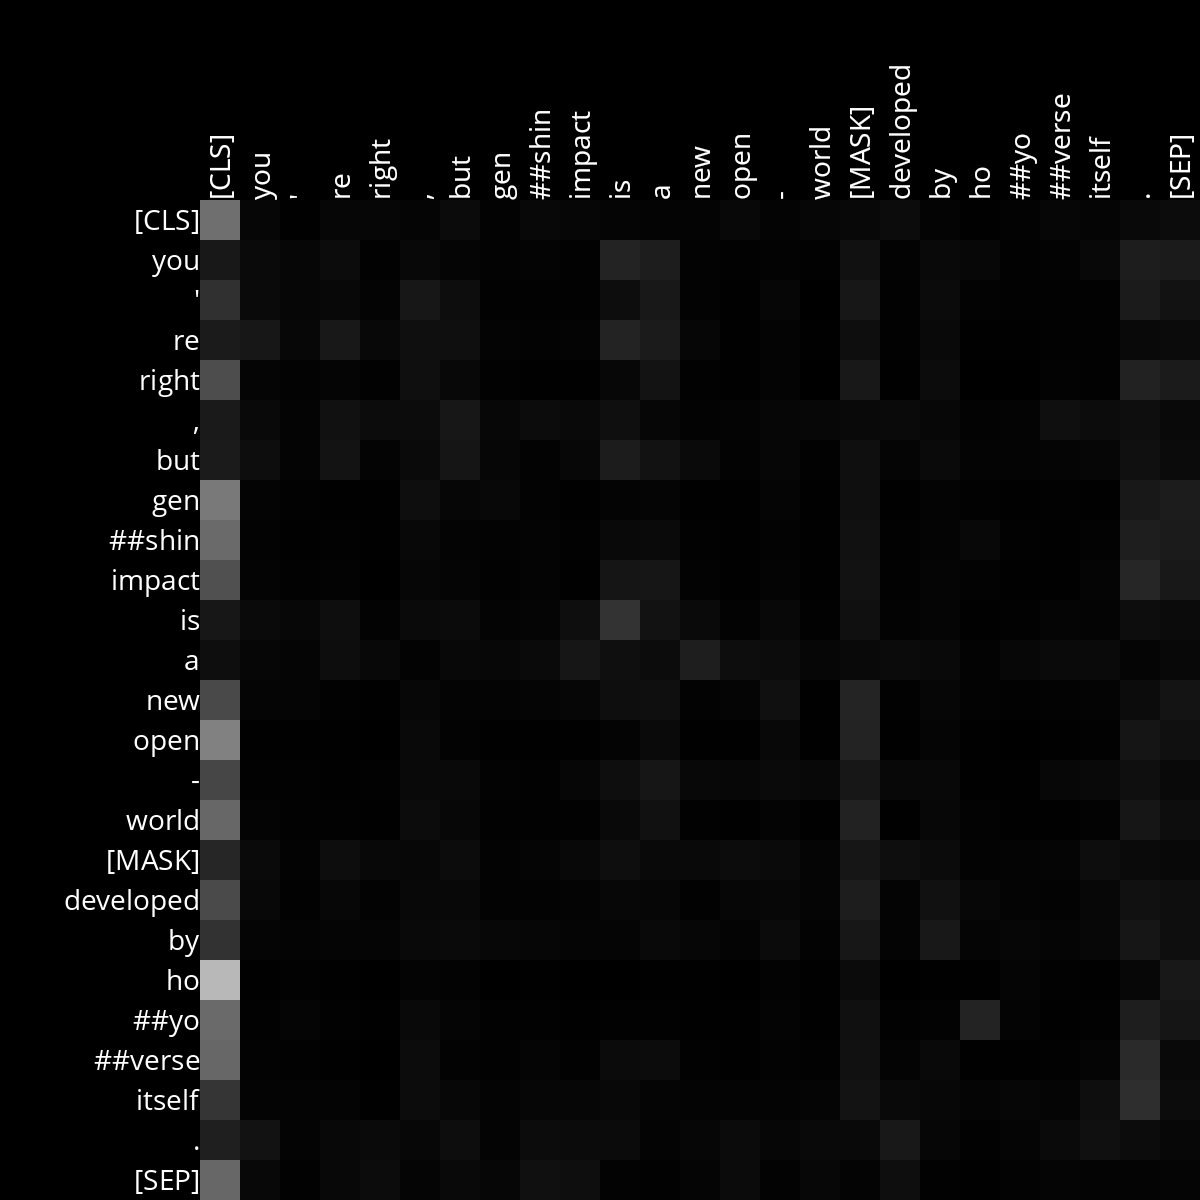 [CLS] you ' re right , but gen ##shin impact is a new open - world [MASK] developed by ho ##yo ##verse itself . [SEP]
[CLS]
you
'
re
right
,
but
gen
##shin
impact
is
a
new
open
-
world
[MASK]
developed
by
ho
##yo
##verse
itself
.
[SEP]